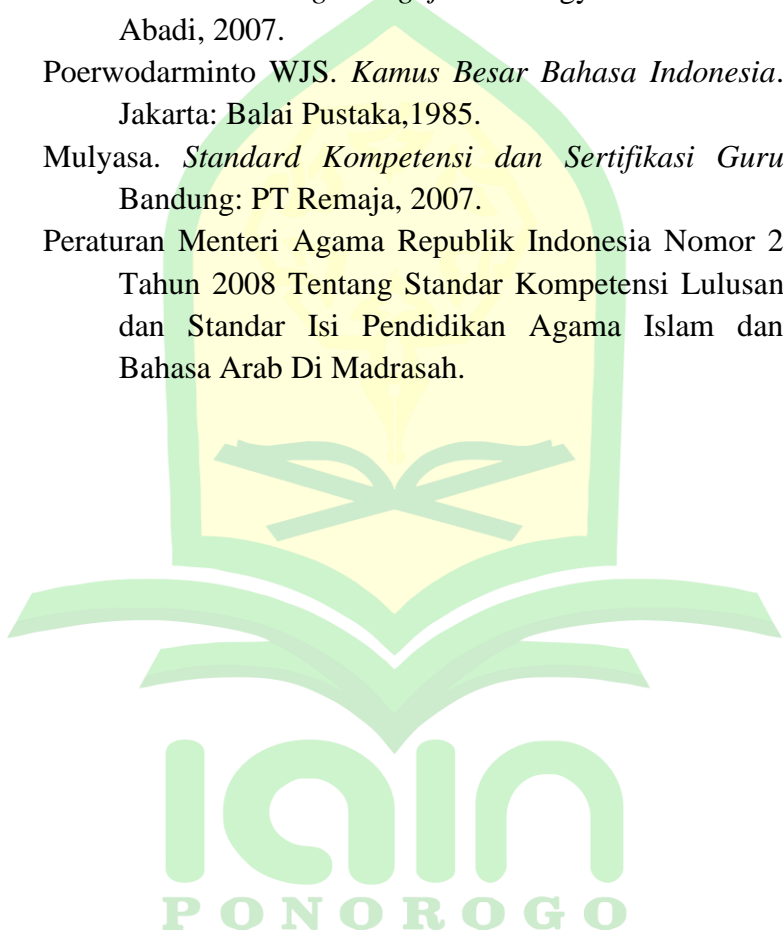 Abadi, 2007.
Poerwodarminto WJS. Kamus Besar Bahasa Indonesia.
Jakarta: Balai Pustaka,1985.
Mulyasa. Standard Kompetensi dan Sertifikasi Guru
Bandung: PT Remaja, 2007.
Peraturan Menteri Agama Republik Indonesia Nomor 2
Tahun 2008 Tentang Standar Kompetensi Lulusan
dan Standar Isi Pendidikan Agama Islam dan
Bahasa Arab Di Madrasah.
iain
PONOROGO